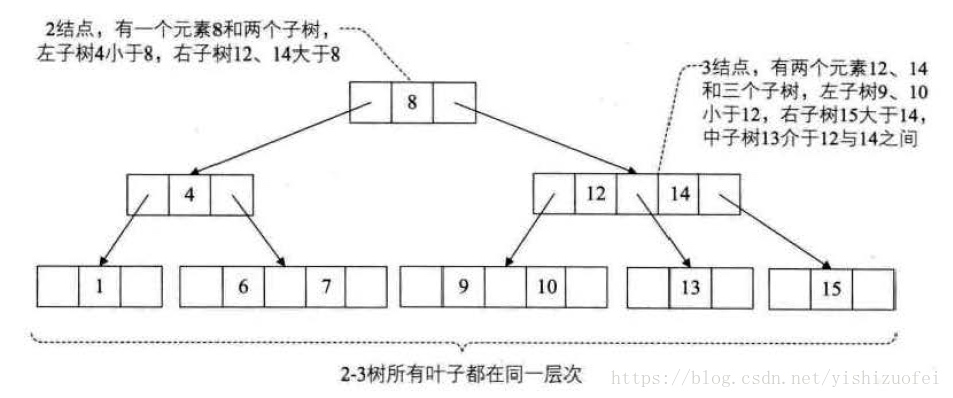 2结点，有一个元素8和两个子树，
左子树4小于8，右子树12、14大于8
3结点，有两个元素12、14
和三个子树，左子树9、10
小于12，右子树15大于14，
中子树13介于12与14之间
8
4
12 14
1
6 7
9 10
13
15
2-3树所有叶子都在同一层次
https://blog.csdn.net/yishizuofei